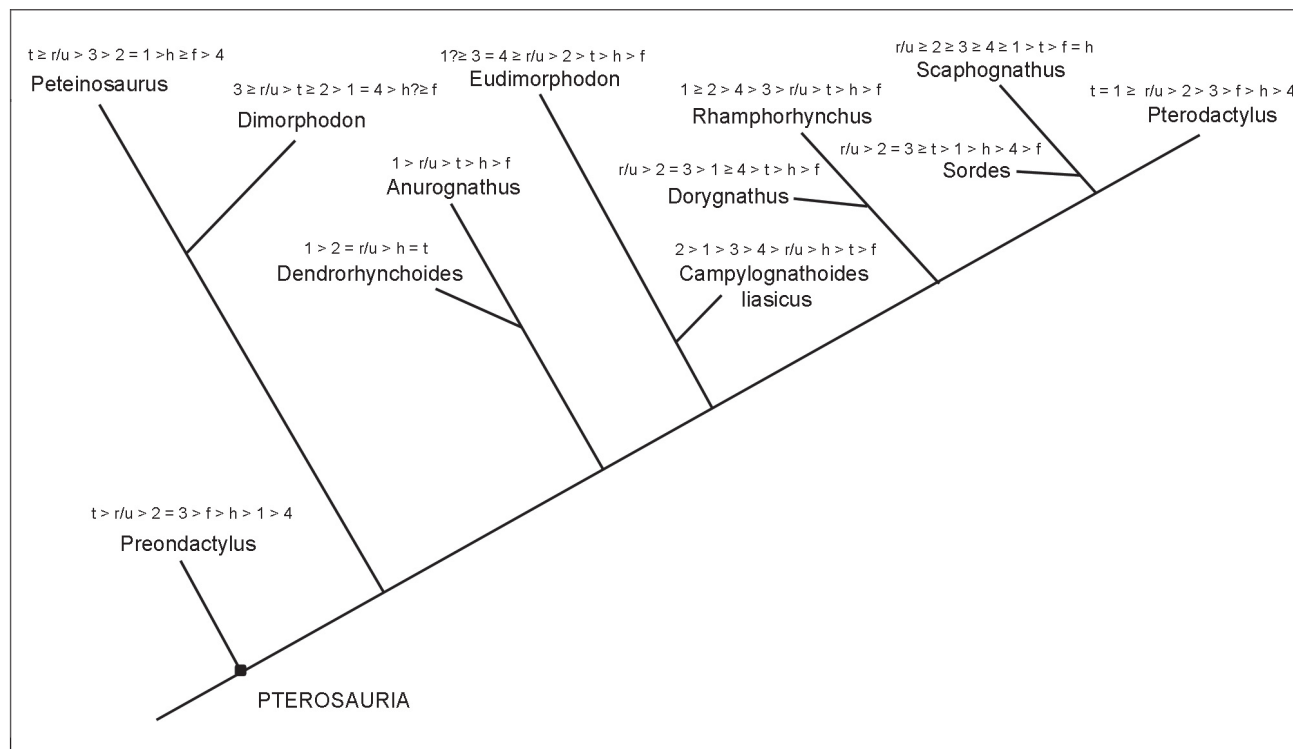 t ≥ r/u > 3 > 2 = 1 >h ≥ f > 4
Peteinosaurus
3 ≥ r/u > t ≥ 2 > 1 = 4 > h?≥ f
Dimorphodon
1 > r/u > t > h > f
Anurognathus
1 > 2 = r/u > h = t
Dendrorhynchoides
1?≥ 3 = 4 ≥ r/u > 2 > t > h > f
Eudimorphodon
1 ≥ 2 > 4 > 3 > r/u > t > h > f
Rhamphorhynchus
r/u > 2 = 3 > 1 ≥ 4 > t > h > f
Dorygnathus
2 > 1 > 3 > 4 > r/u > h > t > f
Campylognathoides
liasicus
r/u ≥ 2 ≥ 3 ≥ 4 ≥ 1 > t > f = h
Scaphognathus
r/u > 2 = 3 ≥ t > 1 > h > 4 > f
Sordes
t = 1 ≥ r/u > 2 > 3 > f > h > 4
Pterodactylus
t > r/u > 2 = 3 > f > h > 1 > 4
Preondactylus
PTEROSAURIA